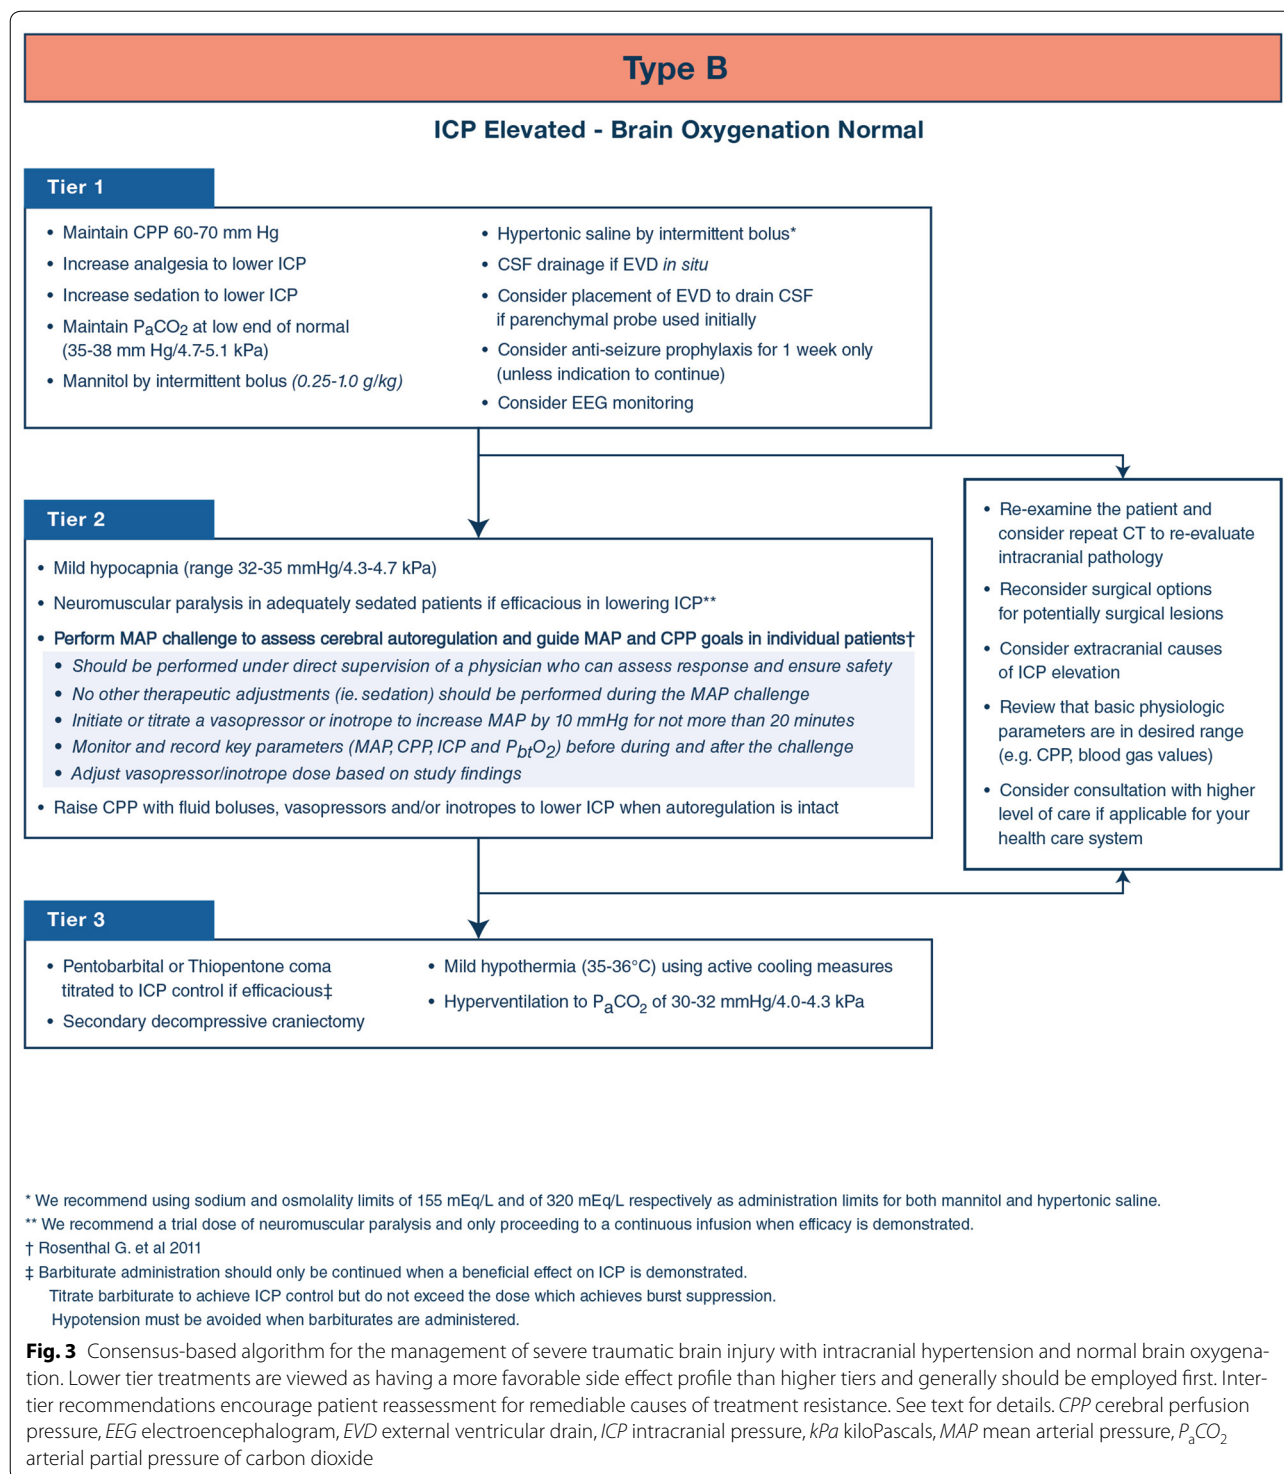 Type B
ICP Elevated - Brain Oxygenation Normal
Tier 1
• Maintain CPP 60-70 mm Hg
• Increase analgesia to lower ICP
• Increase sedation to lower ICP
• Maintain PaCO2 at low end of normal
(35-38 mm Hg/4.7-5.1 kPa)
• Mannitol by intermittent bolus (0.25-1.0 g/kg)
• Hypertonic saline by intermittent bolus*
• CSF drainage if EVD in situ
• Consider placement of EVD to drain CSF
if parenchymal probe used initially
• Consider anti-seizure prophylaxis for 1 week only
(unless indication to continue)
• Consider EEG monitoring
Tier 2
• Mild hypocapnia (range 32-35 mmHg/4.3-4.7 kPa)
• Neuromuscular paralysis in adequately sedated patients if efficacious in lowering ICP**
• Perform MAP challenge to assess cerebral autoregulation and guide MAP and CPP goals in individual patients†
• Should be performed under direct supervision of a physician who can assess response and ensure safety
• No other therapeutic adjustments (ie. sedation) should be performed during the MAP challenge
• Initiate or titrate a vasopressor or inotrope to increase MAP by 10 mmHg for not more than 20 minutes
• Monitor and record key parameters (MAP, CPP, ICP and PbtO2) before during and after the challenge
• Adjust vasopressor/inotrope dose based on study findings
• Raise CPP with fluid boluses, vasopressors and/or inotropes to lower ICP when autoregulation is intact
• Re-examine the patient and
consider repeat CT to re-evaluate
intracranial pathology
• Reconsider surgical options
for potentially surgical lesions
• Consider extracranial causes
of ICP elevation
• Review that basic physiologic
parameters are in desired range
(e.g. CPP, blood gas values)
• Consider consultation with higher
level of care if applicable for your
health care system
Tier 3
• Pentobarbital or Thiopentone coma
titrated to ICP control if efficacious‡
• Secondary decompressive craniectomy
• Mild hypothermia (35-36°C) using active cooling measures
• Hyperventilation to PaCO2 of 30-32 mmHg/4.0-4.3 kPa
* We recommend using sodium and osmolality limits of 155 mEq/L and of 320 mEq/L respectively as administration limits for both mannitol and hypertonic saline.
** We recommend a trial dose of neuromuscular paralysis and only proceeding to a continuous infusion when efficacy is demonstrated.
† Rosenthal G. et al 2011
‡ Barbiturate administration should only be continued when a beneficial effect on ICP is demonstrated.
Titrate barbiturate to achieve ICP control but do not exceed the dose which achieves burst suppression.
Hypotension must be avoided when barbiturates are administered.
Fig. 3 Consensus-based algorithm for the management of severe traumatic brain injury with intracranial hypertension and normal brain oxygena-
tion. Lower tier treatments are viewed as having a more favorable side effect profile than higher tiers and generally should be employed first. Inter-
tier recommendations encourage patient reassessment for remediable causes of treatment resistance. See text for details. CPP cerebral perfusion
pressure, EEG electroencephalogram, EVD external ventricular drain, ICP intracranial pressure, kPa kiloPascals, MAP mean arterial pressure, PaCO2
arterial partial pressure of carbon dioxide